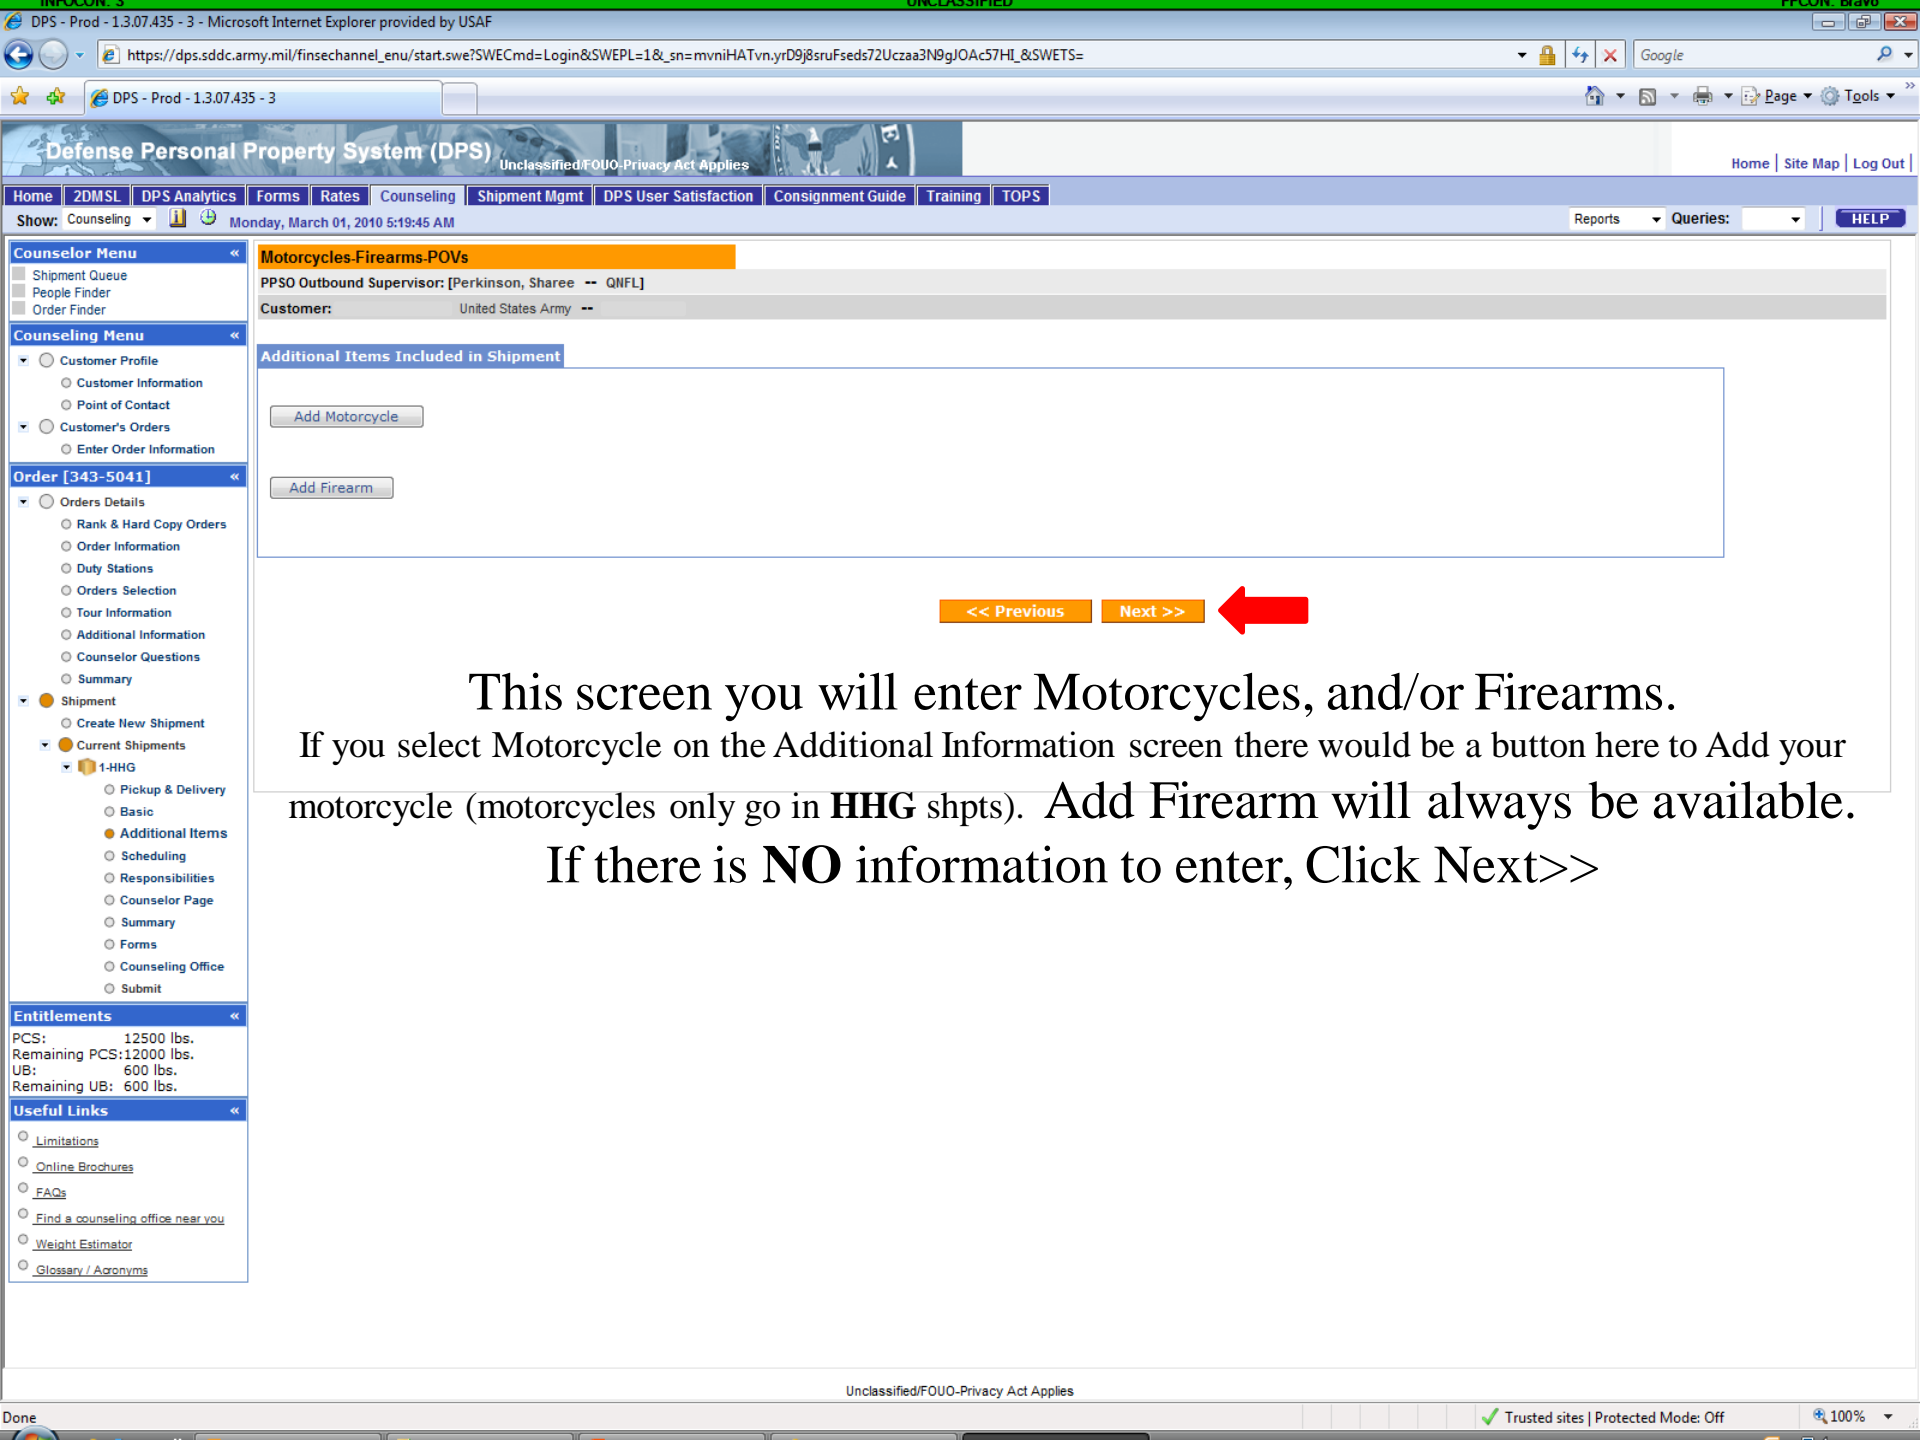 INFOCON: 3 UNCLASSIFIED FPCON: Bravo
DPS - Prod - 1.3.07.435 - 3 - Microsoft Internet Explorer provided by USAF
https://dps.sddc.army.mil/finsechannel_enu/start.swe?SWECmd=Login&SWEPL=1&_sn=mvniHATvn.yrD9j8sruFseds72Uczaa3N9gJOAc57HI_&SWETS=
Google
DPS - Prod - 1.3.07.435 - 3
Page Tools
Defense Personal Property System (DPS) Unclassified/FOUO-Privacy Act Applies
Home | Site Map | Log Out |
Home 2DMSL DPS Analytics Forms Rates Counseling Shipment Mgmt DPS User Satisfaction Consignment Guide Training TOPS
Show: Counseling Monday, March 01, 2010 5:19:45 AM Reports Queries: HELP
Counselor Menu «
Shipment Queue
People Finder
Order Finder
Counseling Menu «
Customer Profile
Customer Information
Point of Contact
Customer's Orders
Enter Order Information
Order [343-5041] «
Orders Details
Rank & Hard Copy Orders
Order Information
Duty Stations
Orders Selection
Tour Information
Additional Information
Counselor Questions
Summary
Shipment
Create New Shipment
Current Shipments
1-HHG
Pickup & Delivery
Basic
Additional Items
Scheduling
Responsibilities
Counselor Page
Summary
Forms
Counseling Office
Submit
Entitlements «
PCS: 12500 lbs.
Remaining PCS:12000 lbs.
UB: 600 lbs.
Remaining UB: 600 lbs.
Useful Links «
Limitations
Online Brochures
FAQs
Find a counseling office near you
Weight Estimator
Glossary / Acronyms
Motorcycles-Firearms-POVs
PPSO Outbound Supervisor: [Perkinson, Sharee -- QNFL]
Customer: United States Army --
Additional Items Included in Shipment
Add Motorcycle
Add Firearm
<< Previous Next >>
This screen you will enter Motorcycles, and/or Firearms.
If you select Motorcycle on the Additional Information screen there would be a button here to Add your
motorcycle (motorcycles only go in HHG shpts). Add Firearm will always be available.
If there is NO information to enter, Click Next>>
Unclassified/FOUO-Privacy Act Applies
Done Trusted sites | Protected Mode: Off 100%